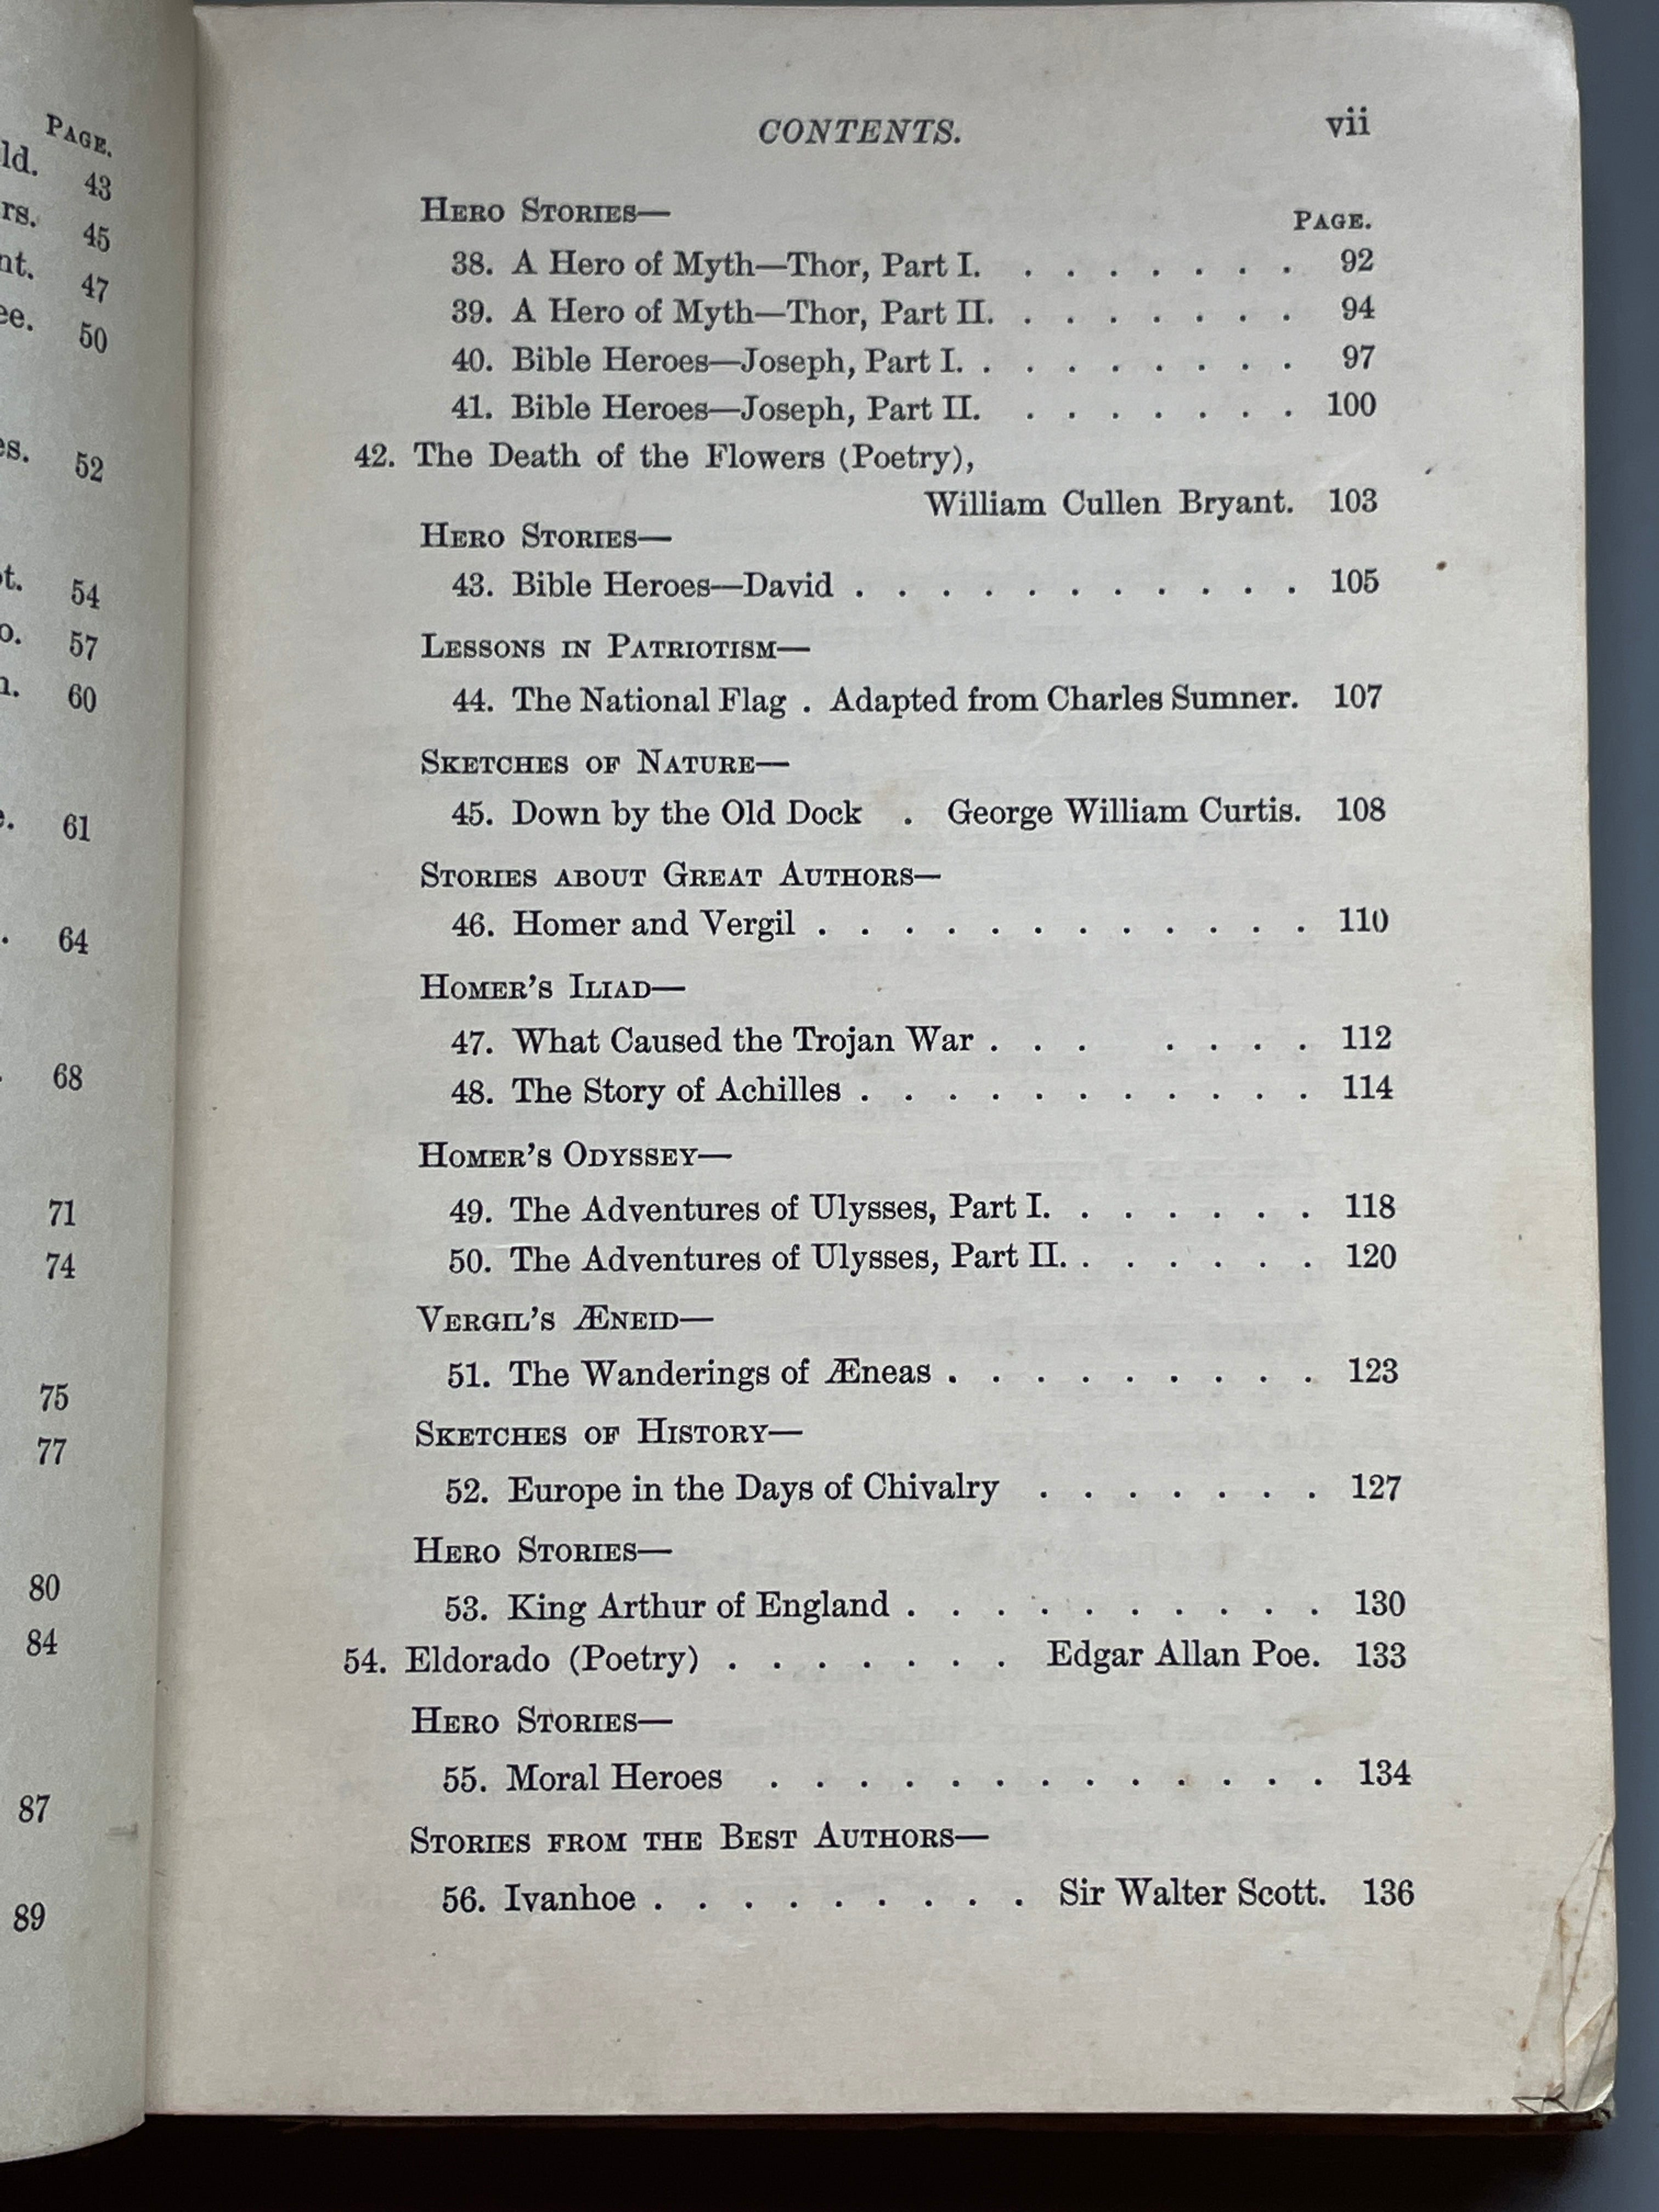 PAGE.
ld. 43
rs. 45
nt. 47
ee. 50
es. 52
ot. 54
o. 57
n. 60
e. 61
. 64
. 68
71
74
75
77
80
84
87
89
CONTENTS. vii
HERO STORIES—
PAGE.
38. A Hero of Myth—Thor, Part I. . . . . . . . 92
39. A Hero of Myth—Thor, Part II. . . . . . . . 94
40. Bible Heroes—Joseph, Part I. . . . . . . . . 97
41. Bible Heroes—Joseph, Part II. . . . . . . . 100
42. The Death of the Flowers (Poetry),
William Cullen Bryant. 103
HERO STORIES—
43. Bible Heroes—David . . . . . . . . . . . 105
LESSONS IN PATRIOTISM—
44. The National Flag . Adapted from Charles Sumner. 107
SKETCHES OF NATURE—
45. Down by the Old Dock . George William Curtis. 108
STORIES ABOUT GREAT AUTHORS—
46. Homer and Vergil . . . . . . . . . . . . 110
HOMER'S ILIAD—
47. What Caused the Trojan War . . . . . . . 112
48. The Story of Achilles . . . . . . . . . . . 114
HOMER'S ODYSSEY—
49. The Adventures of Ulysses, Part I. . . . . . . 118
50. The Adventures of Ulysses, Part II. . . . . . . 120
VERGIL'S ÆNEID—
51. The Wanderings of Æneas . . . . . . . . . 123
SKETCHES OF HISTORY—
52. Europe in the Days of Chivalry . . . . . . . 127
HERO STORIES—
53. King Arthur of England . . . . . . . . . . 130
54. Eldorado (Poetry) . . . . . . . Edgar Allan Poe. 133
HERO STORIES—
55. Moral Heroes . . . . . . . . . . . . . 134
STORIES FROM THE BEST AUTHORS—
56. Ivanhoe . . . . . . . . . Sir Walter Scott. 136